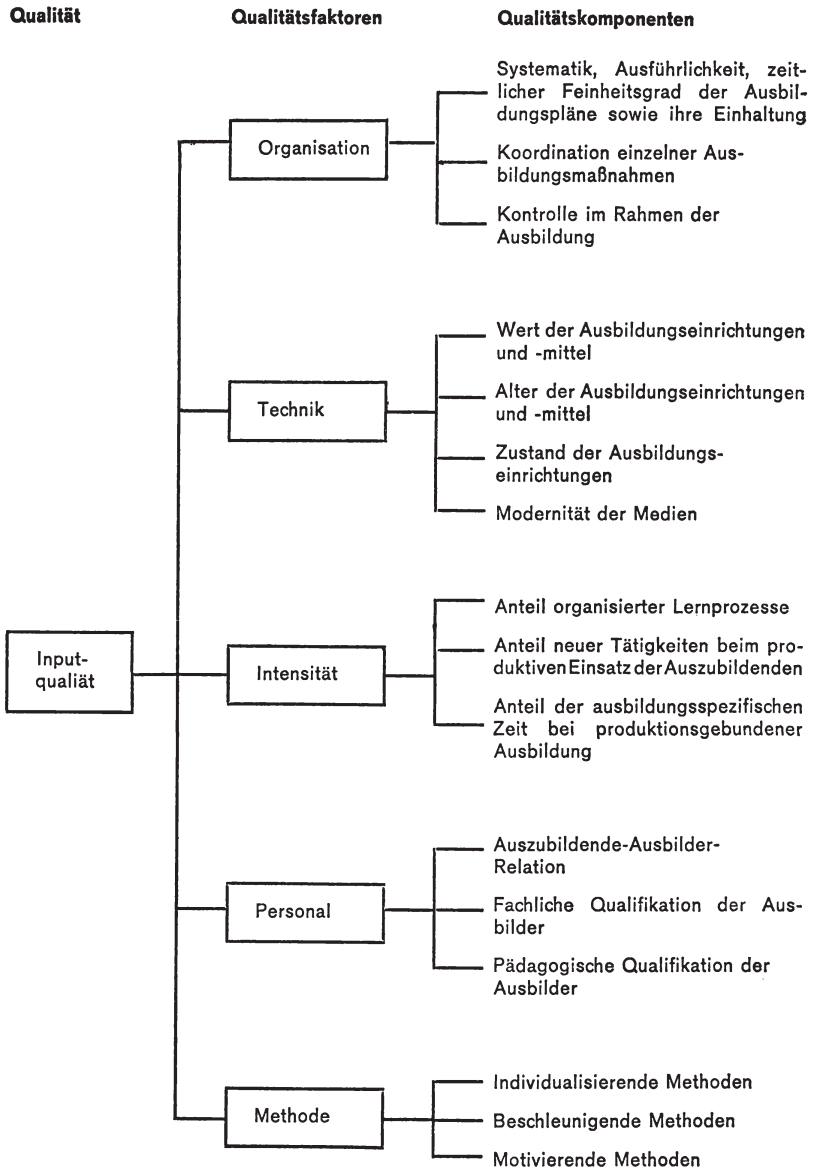 Qualität Qualitätsfaktoren Qualitätskomponenten
Systematik, Ausführlichkeit, zeit-
licher Feinheitsgrad der Ausbil-
dungspläne sowie ihre Einhaltung
Organisation
Koordination einzelner Aus-
bildungsmaßnahmen
Kontrolle im Rahmen der
Ausbildung
Wert der Ausbildungseinrichtungen
und -mittel
Technik
Alter der Ausbildungseinrichtungen
und -mittel
Zustand der Ausbildungs-
einrichtungen
Modernität der Medien
Input-
qualiät
Intensität
Anteil organisierter Lernprozesse
Anteil neuer Tätigkeiten beim pro-
duktiven Einsatz der Auszubildenden
Anteil der ausbildungsspezifischen
Zeit bei produktionsgebundener
Ausbildung
Personal
Auszubildende-Ausbilder-
Relation
Fachliche Qualifikation der Aus-
bilder
Pädagogische Qualifikation der
Ausbilder
Methode
Individualisierende Methoden
Beschleunigende Methoden
Motivierende Methoden